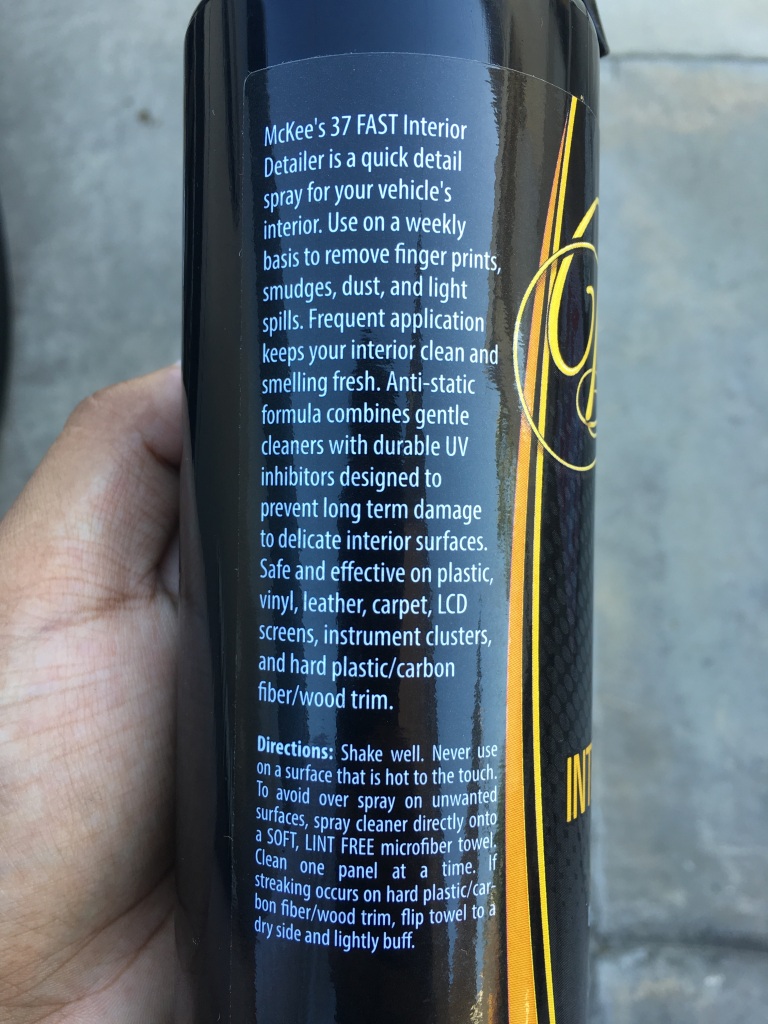 McKee's 37 FAST Interior
Detailer is a quick detail
spray for your vehicle's
interior. Use on a weekly
basis to remove finger prints,
smudges, dust, and light
spills. Frequent application
keeps your interior clean and
smelling fresh. Anti-static
formula combines gentle
cleaners with durable UV
inhibitors designed to
prevent long term damage
to delicate interior surfaces.
Safe and effective on plastic,
vinyl, leather, carpet, LCD
screens, instrument clusters,
and hard plastic/carbon
fiber/wood trim.
Directions: Shake well. Never use
on a surface that is hot to the touch.
To avoid over spray on unwanted
surfaces, spray cleaner directly onto
a SOFT, LINT FREE microfiber towel.
Clean one panel at a time. If
streaking occurs on hard plastic/car-
bon fiber/wood trim, flip towel to a
dry side and lightly buff.
INT